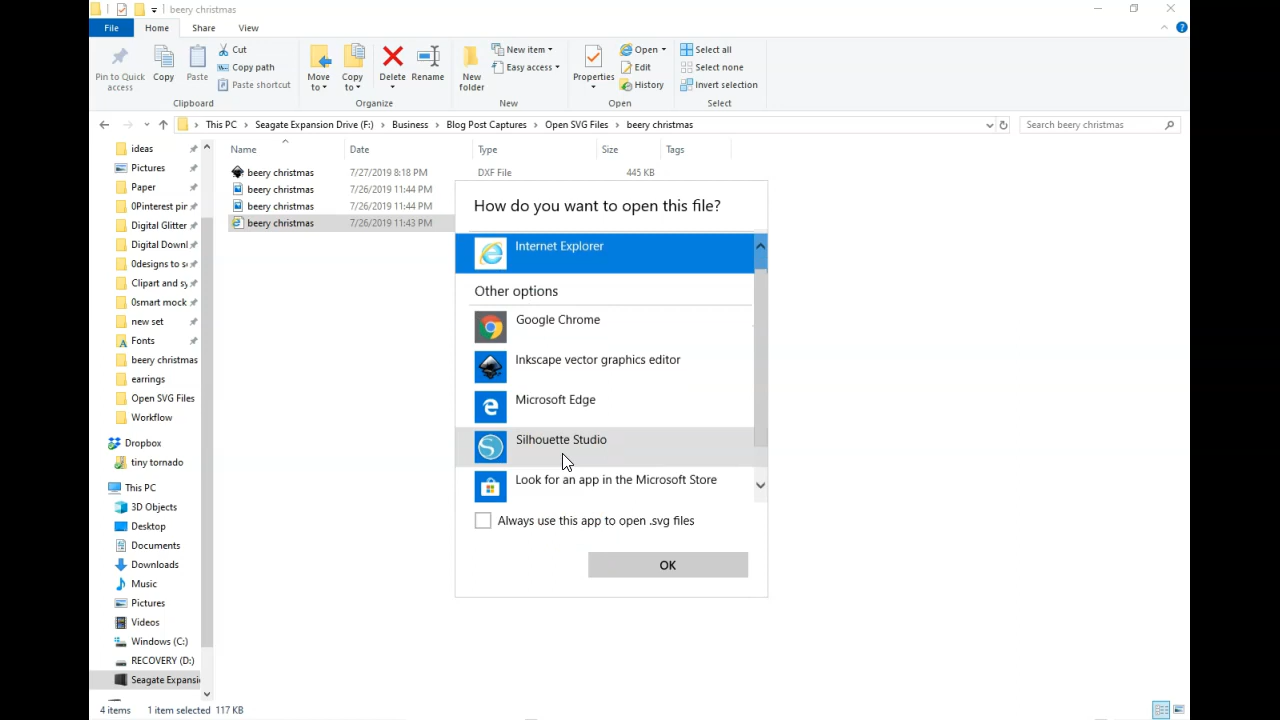 beery christmas
File Home Share View
Pin to Quick access
Copy
Paste
Cut
Copy path
Paste shortcut
Clipboard
Move to
Copy to
Delete
Rename
Organize
New folder
New item
Easy access
New
Properties
Open
Edit
History
Open
Select all
Select none
Invert selection
Select
This PC > Seagate Expansion Drive (F:) > Business > Blog Post Captures > Open SVG Files > beery christmas
Search beery christmas
Name Date Type Size Tags
beery christmas 7/27/2019 8:18 PM DXF File 445 KB
beery christmas 7/26/2019 11:44 PM
beery christmas 7/26/2019 11:44 PM
beery christmas 7/26/2019 11:43 PM
ideas
Pictures
Paper
0Pinterest pir
Digital Glitter
Digital Downl
0designs to s
Clipart and sy
0smart mock
new set
Fonts
beery christmas
earrings
Open SVG Files
Workflow
Dropbox
tiny tornado
This PC
3D Objects
Desktop
Documents
Downloads
Music
Pictures
Videos
Windows (C:)
RECOVERY (D:)
Seagate Expansi
How do you want to open this file?
Internet Explorer
Other options
Google Chrome
Inkscape vector graphics editor
Microsoft Edge
Silhouette Studio
Look for an app in the Microsoft Store
Always use this app to open .svg files
OK
4 items 1 item selected 117 KB